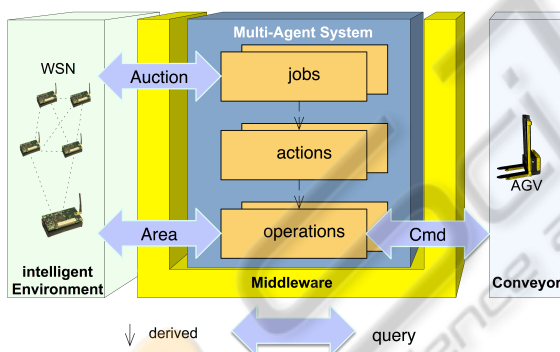 Multi-Agent System
WSN
Auction
jobs
actions
AGV
Area
operations
Cmd
intelligent
Environment
Middleware
Conveyor
derived
query